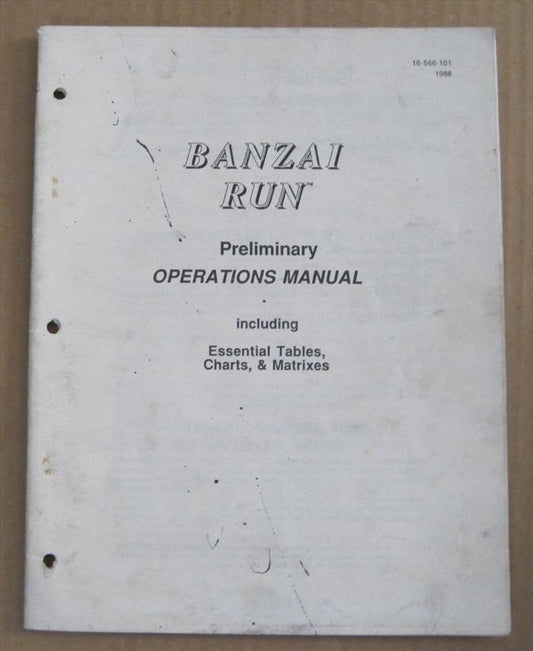 16-566-101
1988
BANZAI
RUN™
Preliminary
OPERATIONS MANUAL
including
Essential Tables,
Charts, & Matrixes